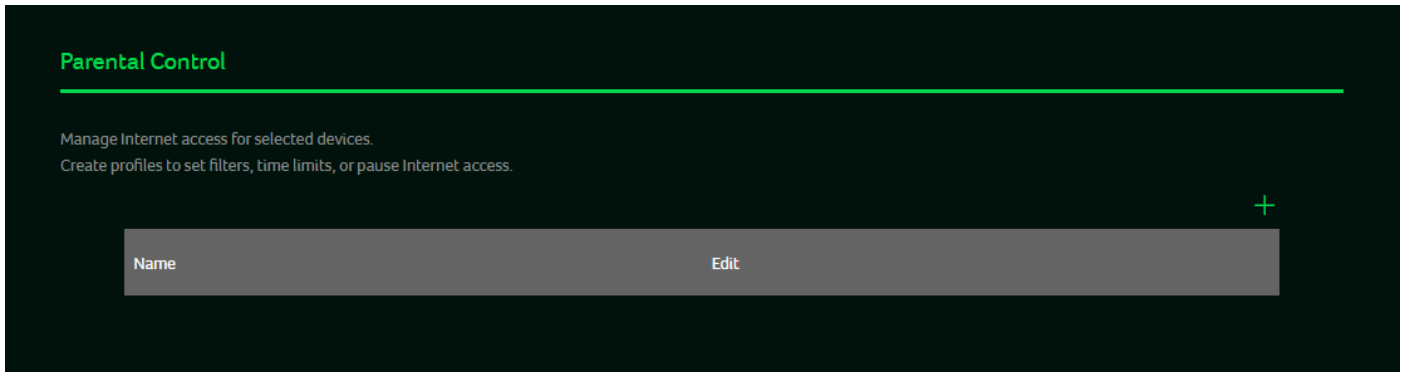 Parental Control
Manage Internet access for selected devices.
Create profiles to set filters, time limits, or pause Internet access.
+
Name Edit